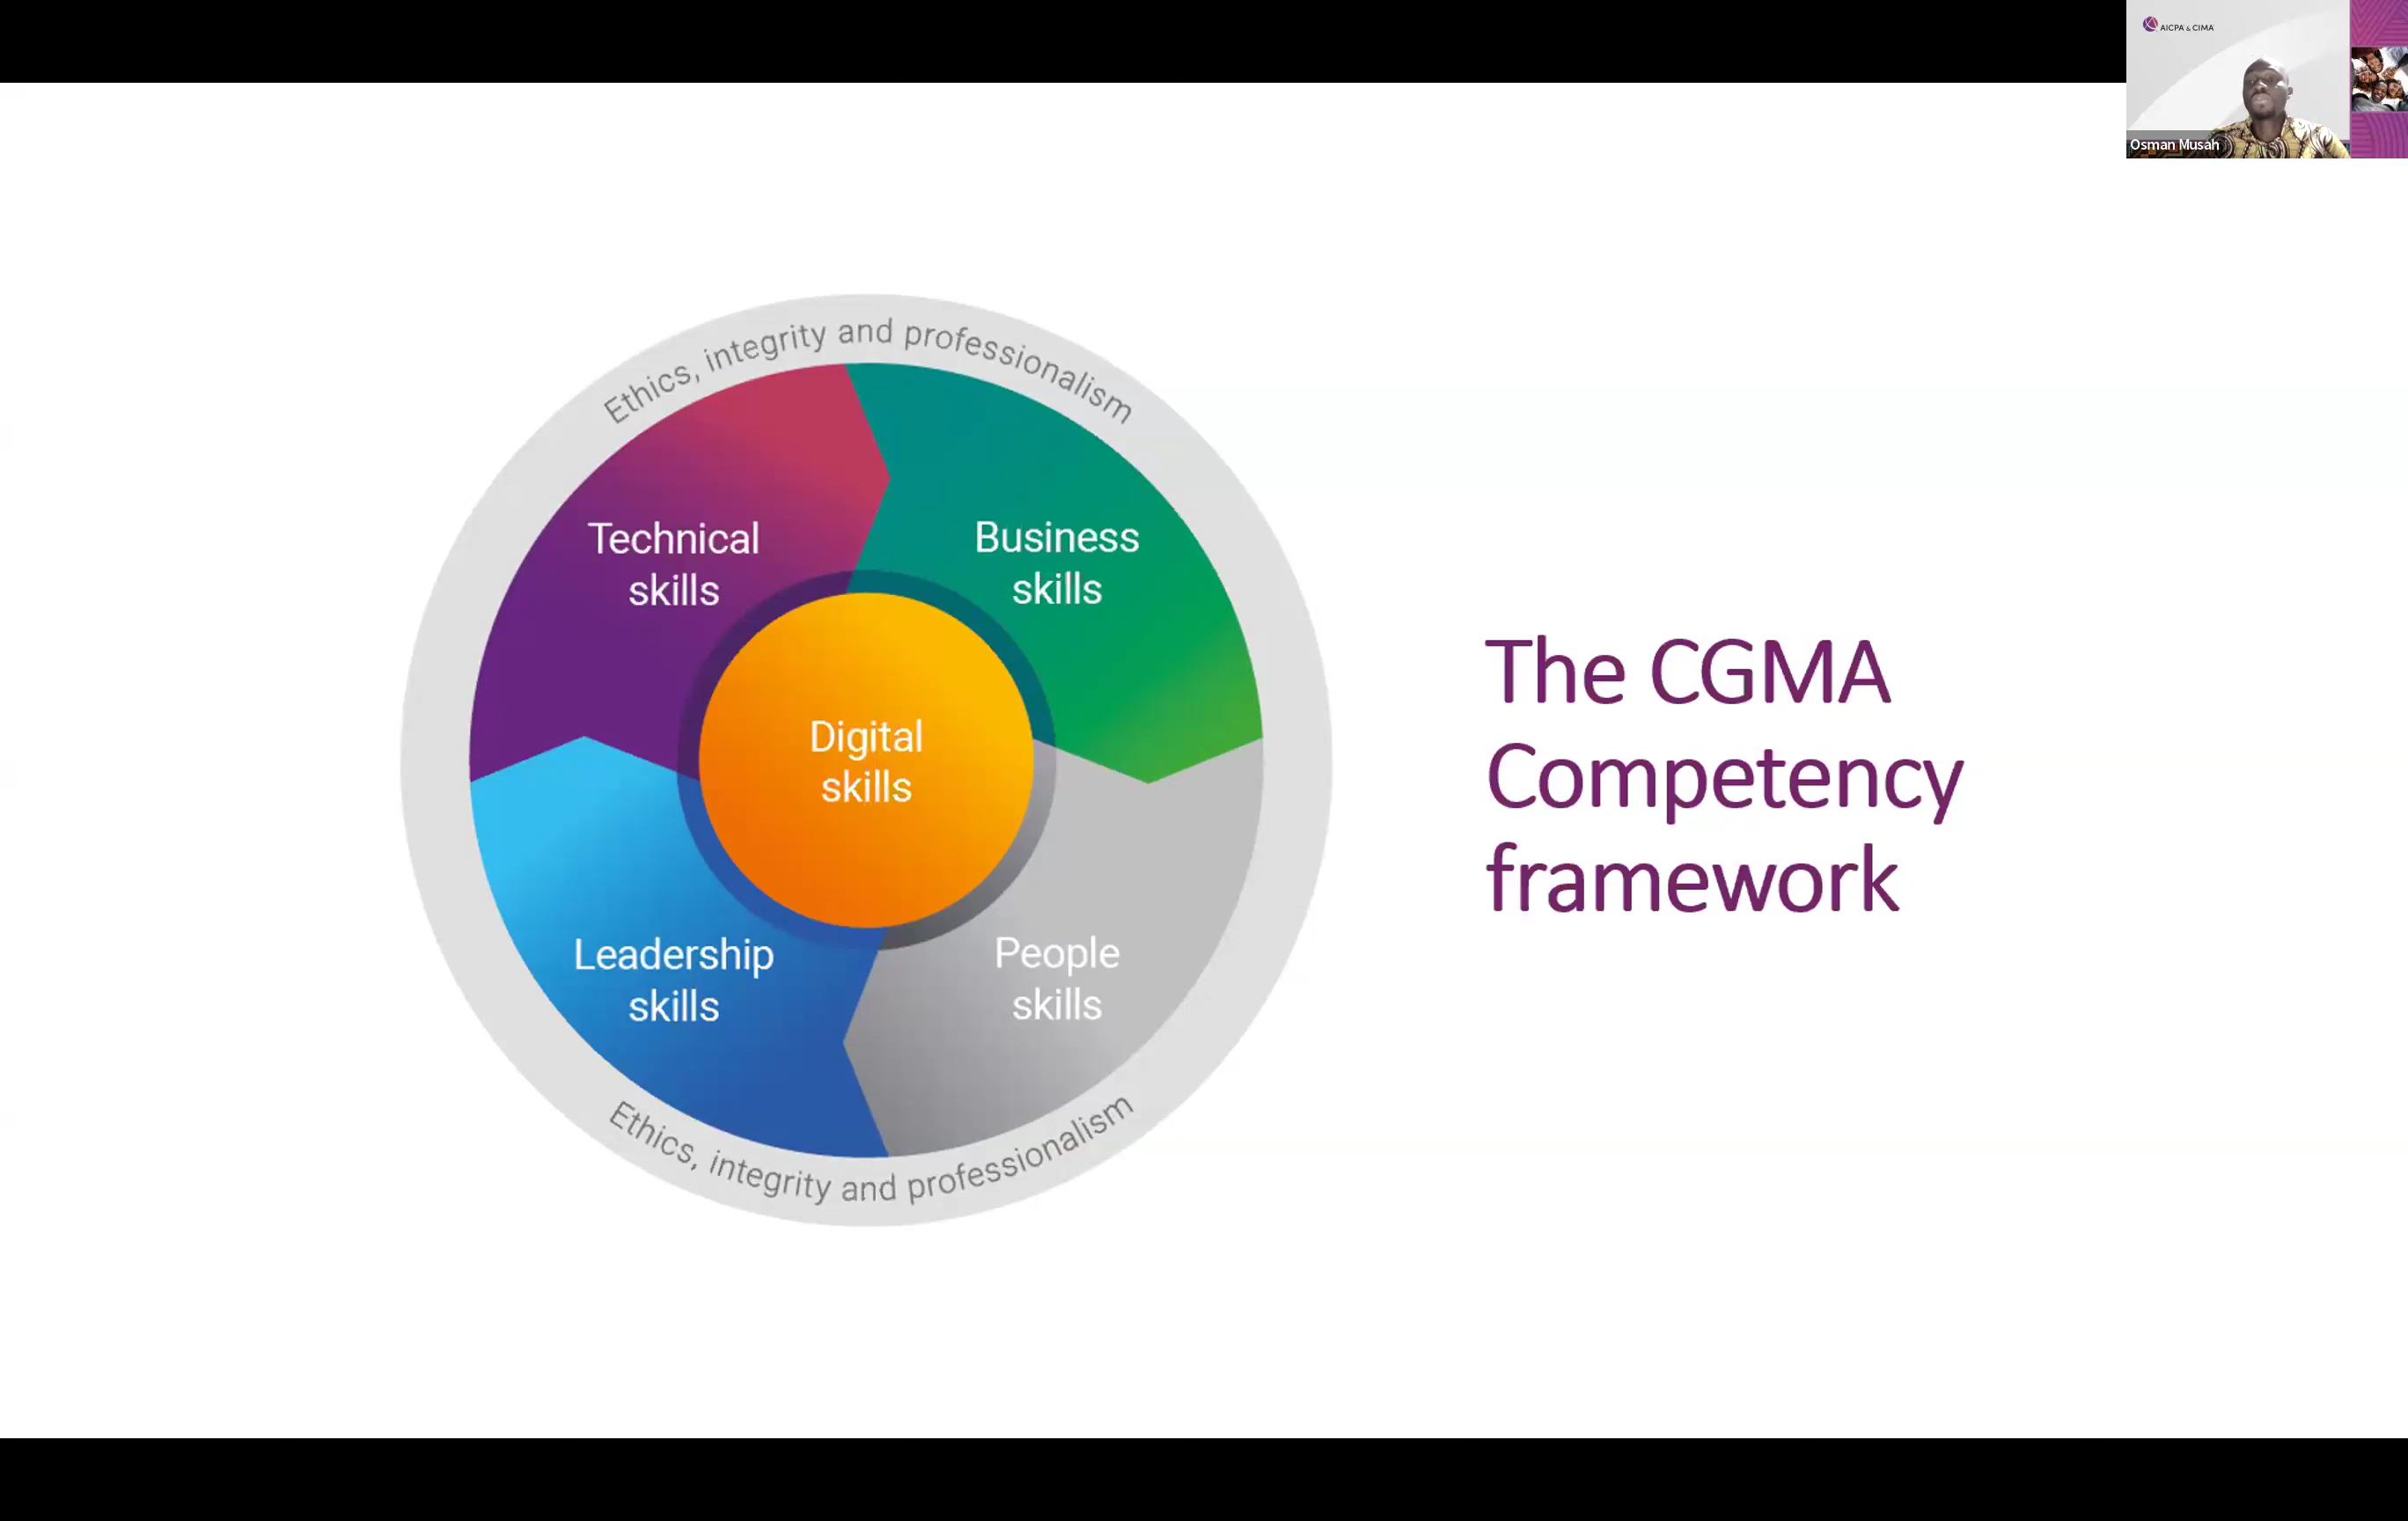 AICPA & CIMA
Osman Musah
Ethics, integrity and professionalism
Technical
skills
Business
skills
Digital
skills
Leadership
skills
People
skills
Ethics, integrity and professionalism
The CGMA
Competency
framework